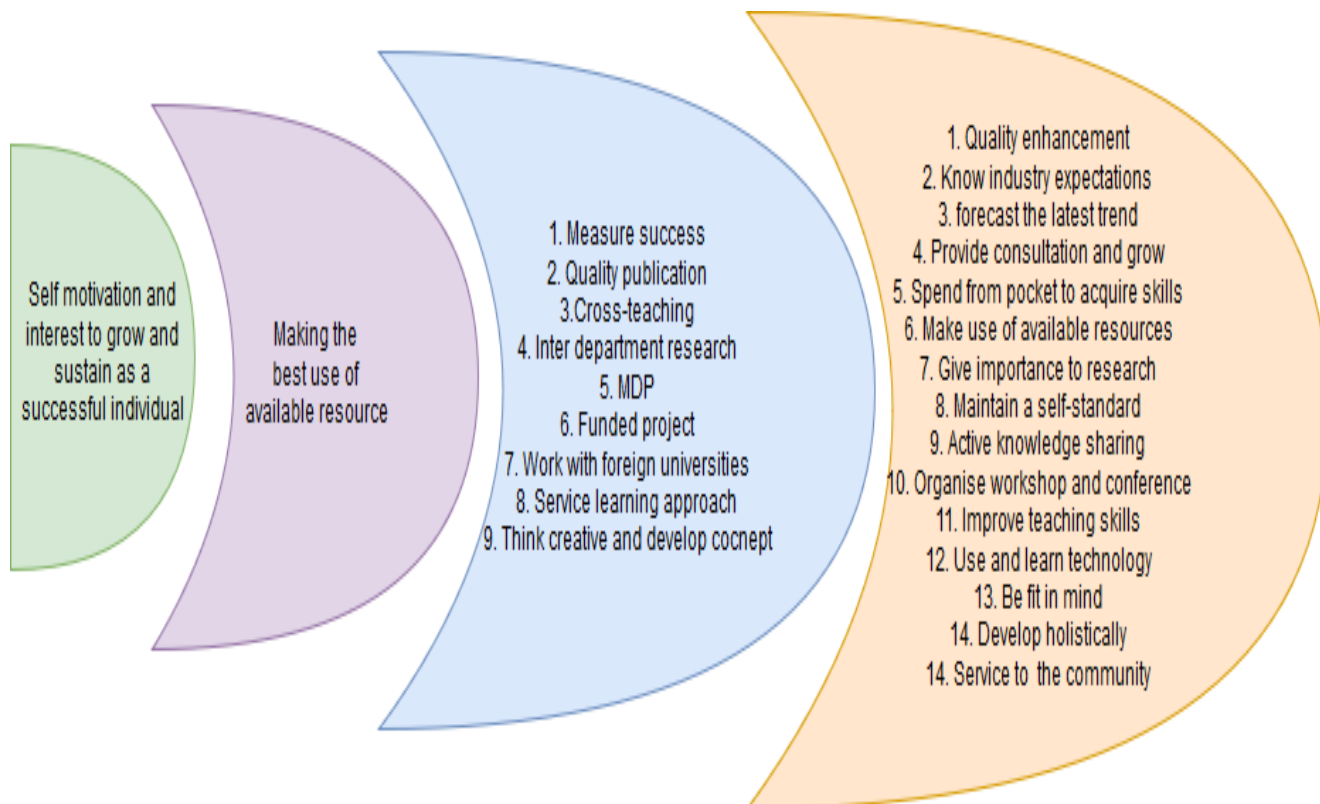 Self motivation and
interest to grow and
sustain as a
successful individual
Making the
best use of
available resource
1. Measure success
2. Quality publication
3.Cross-teaching
4. Inter department research
5. MDP
6. Funded project
7. Work with foreign universities
8. Service learning approach
9. Think creative and develop cocnept
1. Quality enhancement
2. Know industry expectations
3. forecast the latest trend
4. Provide consultation and grow
5. Spend from pocket to acquire skills
6. Make use of available resources
7. Give importance to research
8. Maintain a self-standard
9. Active knowledge sharing
10. Organise workshop and conference
11. Improve teaching skills
12. Use and learn technology
13. Be fit in mind
14. Develop holistically
14. Service to the community